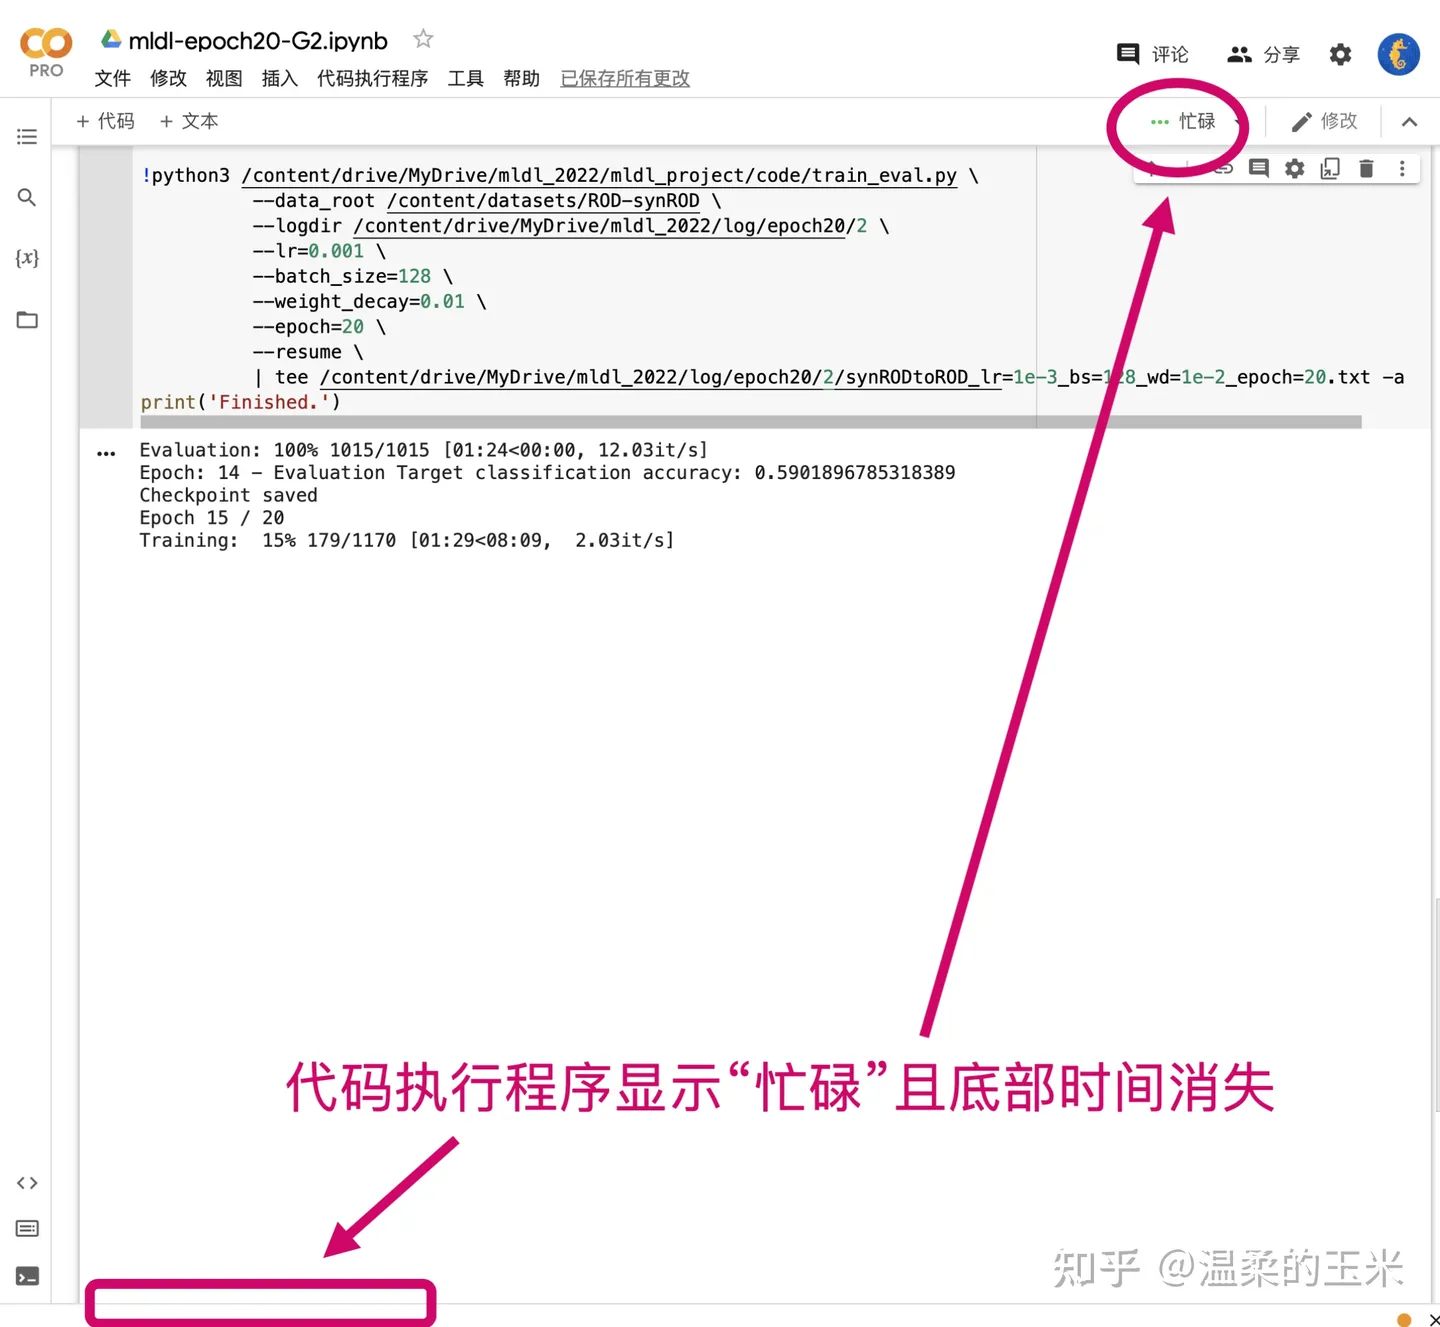 mldl-epoch20-G2.ipynb
PRO
文件 修改 视图 插入 代码执行程序 工具 帮助 已保存所有更改
评论 分享
+ 代码 + 文本
忙碌 修改
!python3 /content/drive/MyDrive/mldl_2022/mldl_project/code/train_eval.py \
--data_root /content/datasets/ROD-synROD \
--logdir /content/drive/MyDrive/mldl_2022/log/epoch20/2 \
--lr=0.001 \
--batch_size=128 \
--weight_decay=0.01 \
--epoch=20 \
--resume \
| tee /content/drive/MyDrive/mldl_2022/log/epoch20/2/synRODtoROD_lr=1e-3_bs=128_wd=1e-2_epoch=20.txt -a
print('Finished.')
Evaluation: 100% 1015/1015 [01:24<00:00, 12.03it/s]
Epoch: 14 - Evaluation Target classification accuracy: 0.5901896785318389
Checkpoint saved
Epoch 15 / 20
Training:  15% 179/1170 [01:29<08:09,  2.03it/s]
代码执行程序显示“忙碌”且底部时间消失
知乎 @温柔的玉米